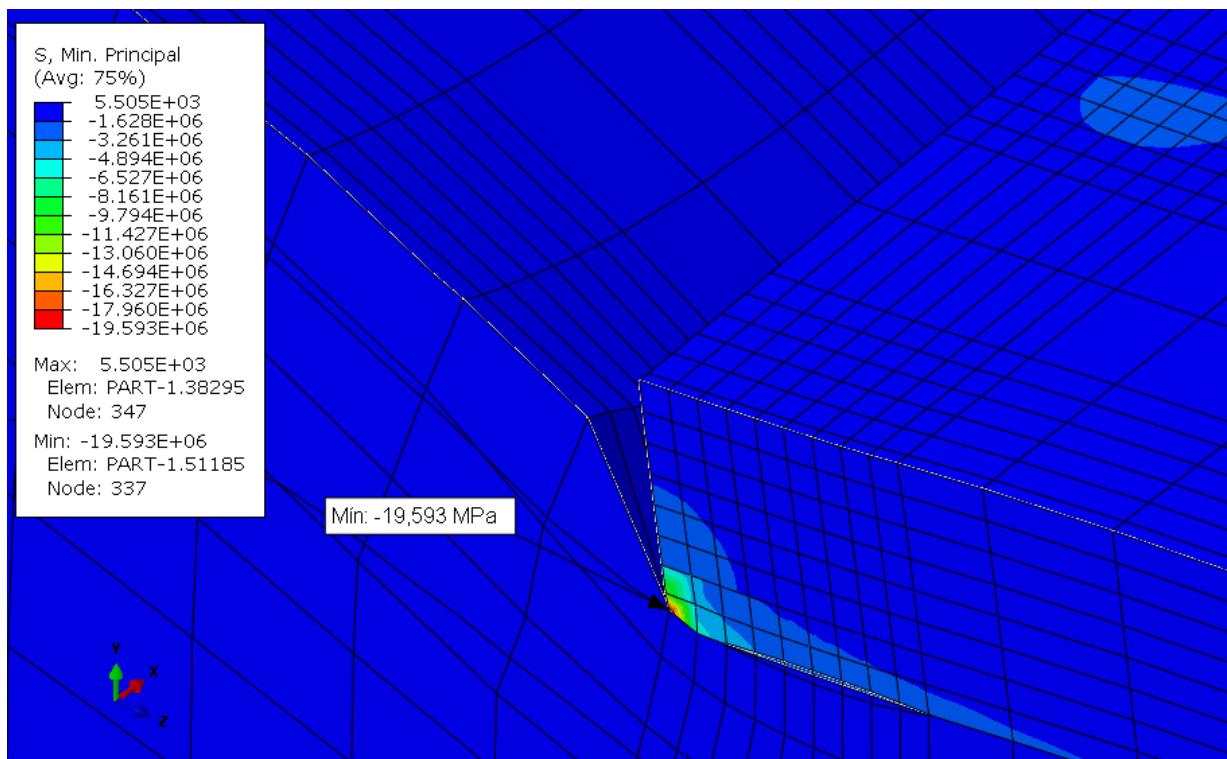 S, Min. Principal
(Avg: 75%)
5.505E+03
-1.628E+06
-3.261E+06
-4.894E+06
-6.527E+06
-8.161E+06
-9.794E+06
-11.427E+06
-13.060E+06
-14.694E+06
-16.327E+06
-17.960E+06
-19.593E+06
Max: 5.505E+03
Elem: PART-1.38295
Node: 347
Min: -19.593E+06
Elem: PART-1.51185
Node: 337
Mín: -19,593 MPa
Y
X
Z